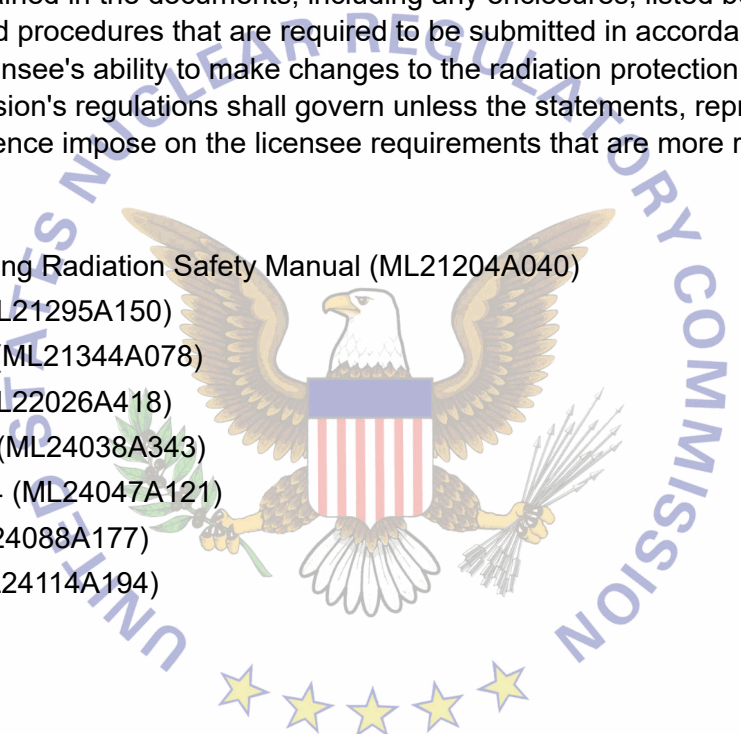 ained in the documents, including any enclosures, listed be
d procedures that are required to be submitted in accorda
ensee's ability to make changes to the radiation protection
sion's regulations shall govern unless the statements, repr
ence impose on the licensee requirements that are more r
ng Radiation Safety Manual (ML21204A040)
L21295A150)
(ML21344A078)
L22026A418)
(ML24038A343)
(ML24047A121)
24088A177)
24114A194)
UNITED STATES NUCLEAR REGULATORY COMMISSION